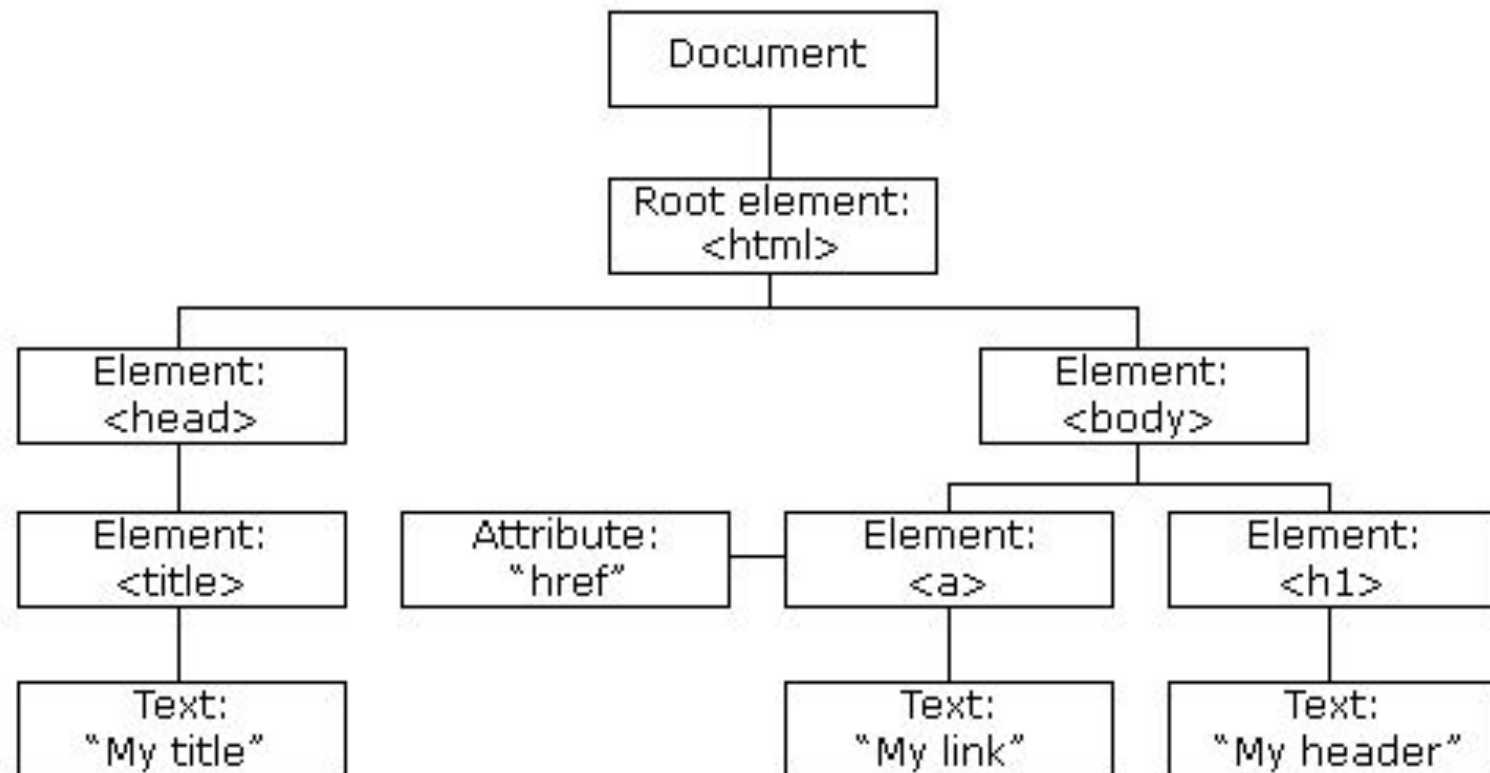 Document
Root element:
<html>
Element:
<head>
Element:
<body>
Element:
<title>
Attribute:
“href”
Element:
<a>
Element:
<h1>
Text:
“My title”
Text:
“My link”
Text:
“My header”